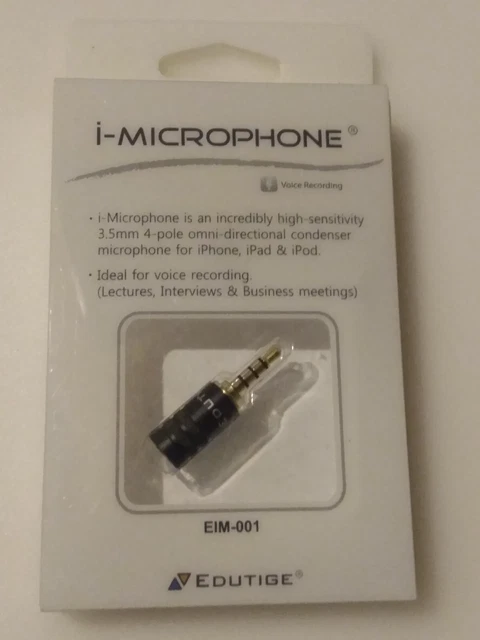 i-MICROPHONE®
Voice Recording
· i-Microphone is an incredibly high-sensitivity
3.5mm 4-pole omni-directional condenser
microphone for iPhone, iPad & iPod.
· Ideal for voice recording.
(Lectures, Interviews & Business meetings)
EDUT
EIM-001
EDUTIGE®